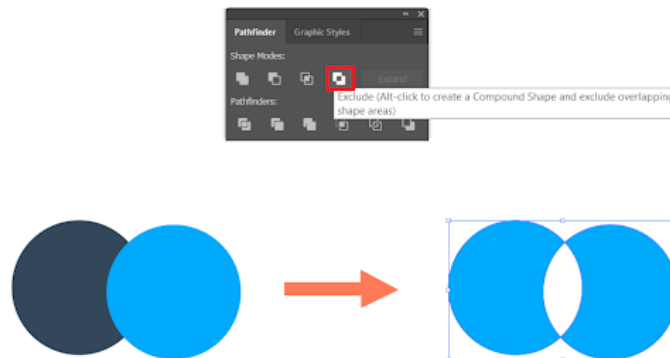 Pathfinder Graphic Styles
Shape Modes:
Expand
Exclude (Alt-click to create a Compound Shape and exclude overlapping
shape areas)
Pathfinders: